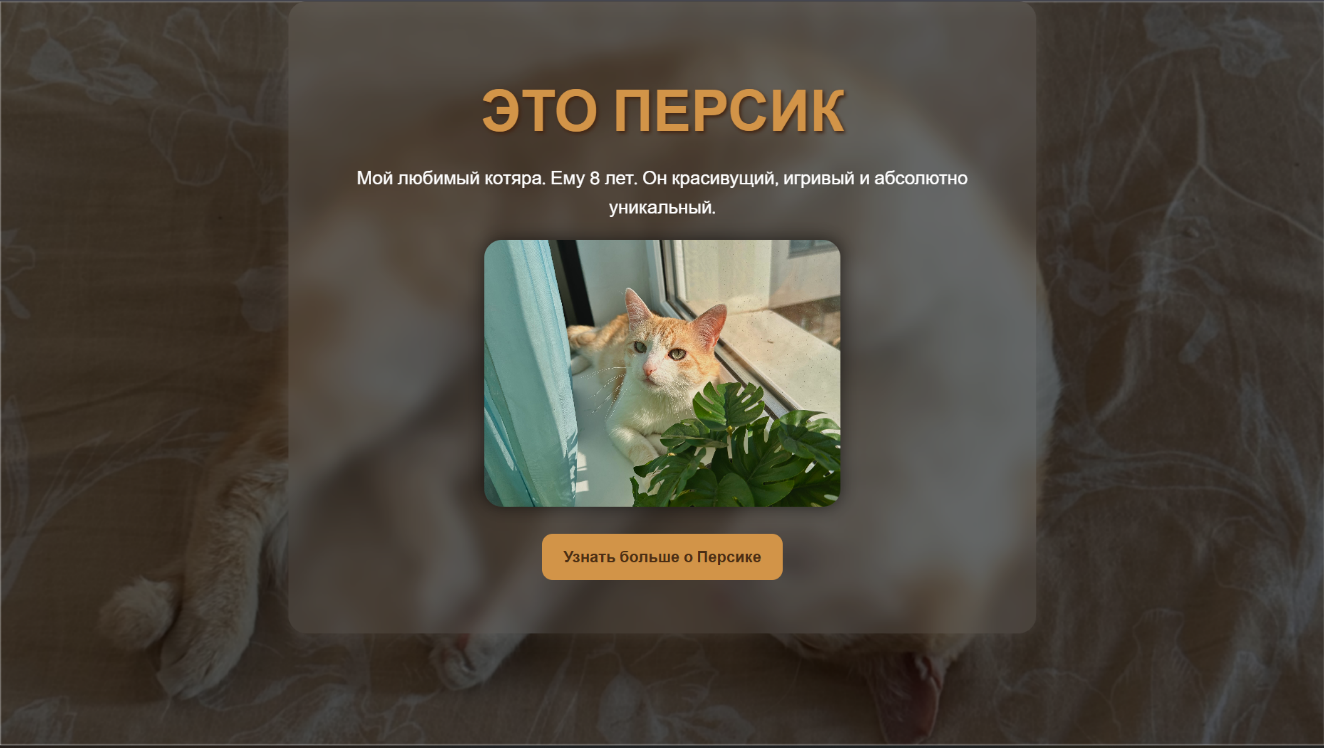 ЭТО ПЕРСИК
Мой любимый котяра. Ему 8 лет. Он красивущий, игривый и абсолютно
уникальный.
Узнать больше о Персике